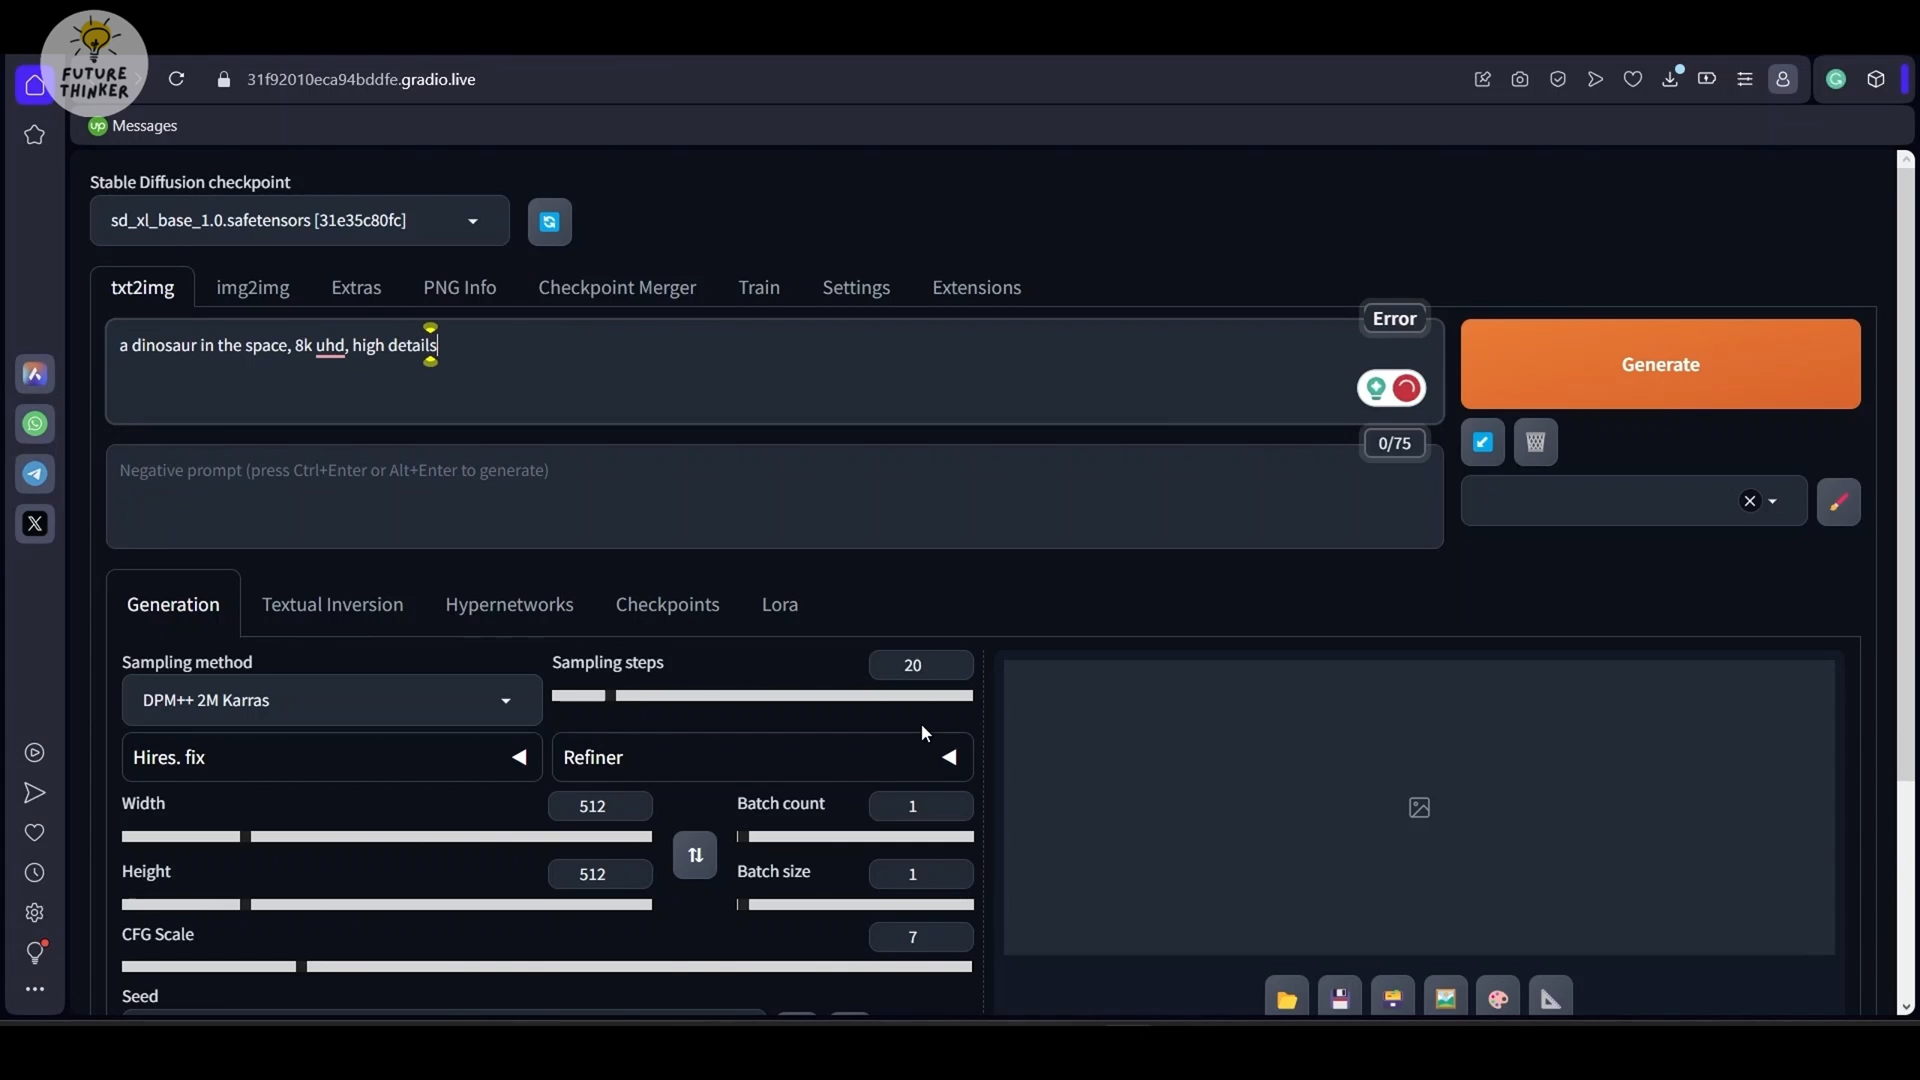 FUTURE
THINKER
31f92010eca94bddfe.gradio.live
up Messages
Stable Diffusion checkpoint
sd_xl_base_1.0.safetensors [31e35c80fc]
txt2img img2img Extras PNG Info Checkpoint Merger Train Settings Extensions
Error
a dinosaur in the space, 8k uhd, high details
Generate
0/75
Negative prompt (press Ctrl+Enter or Alt+Enter to generate)
Generation Textual Inversion Hypernetworks Checkpoints Lora
Sampling method
DPM++ 2M Karras
Sampling steps 20
Hires. fix
Refiner
Width 512
Batch count 1
Height 512
Batch size 1
CFG Scale 7
Seed